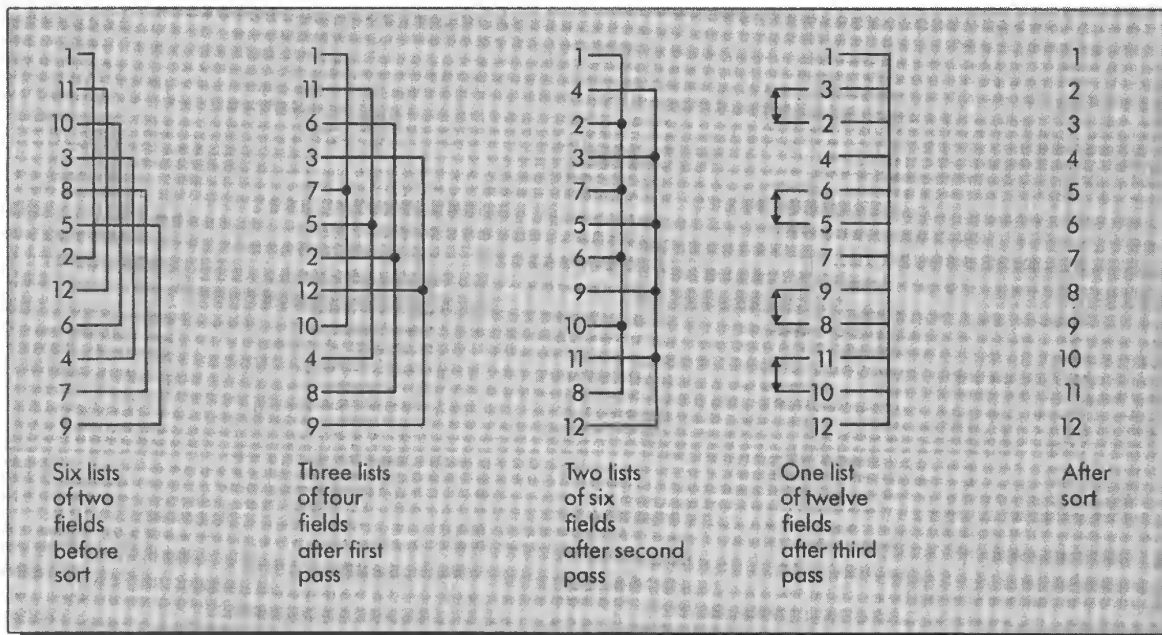 1
11
10
3
8
5
2
12
6
4
7
9
Six lists
of two
fields
before
sort
1
11
6
3
7
5
2
12
10
4
8
9
Three lists
of four
fields
after first
pass
1
4
2
3
7
5
6
9
10
11
8
12
Two lists
of six
fields
after second
pass
1
3
2
4
6
5
7
9
8
11
10
12
One list
of twelve
fields
after third
pass
1
2
3
4
5
6
7
8
9
10
11
12
After
sort